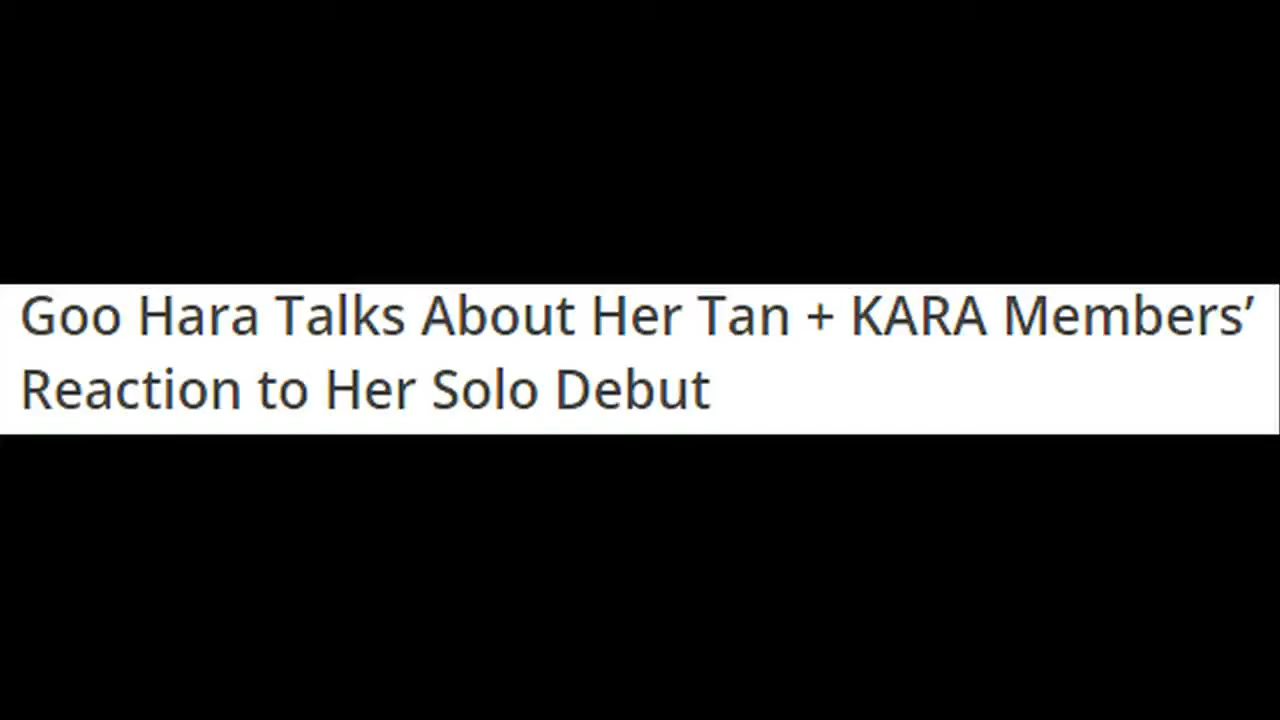 Goo Hara Talks About Her Tan + KARA Members’
Reaction to Her Solo Debut